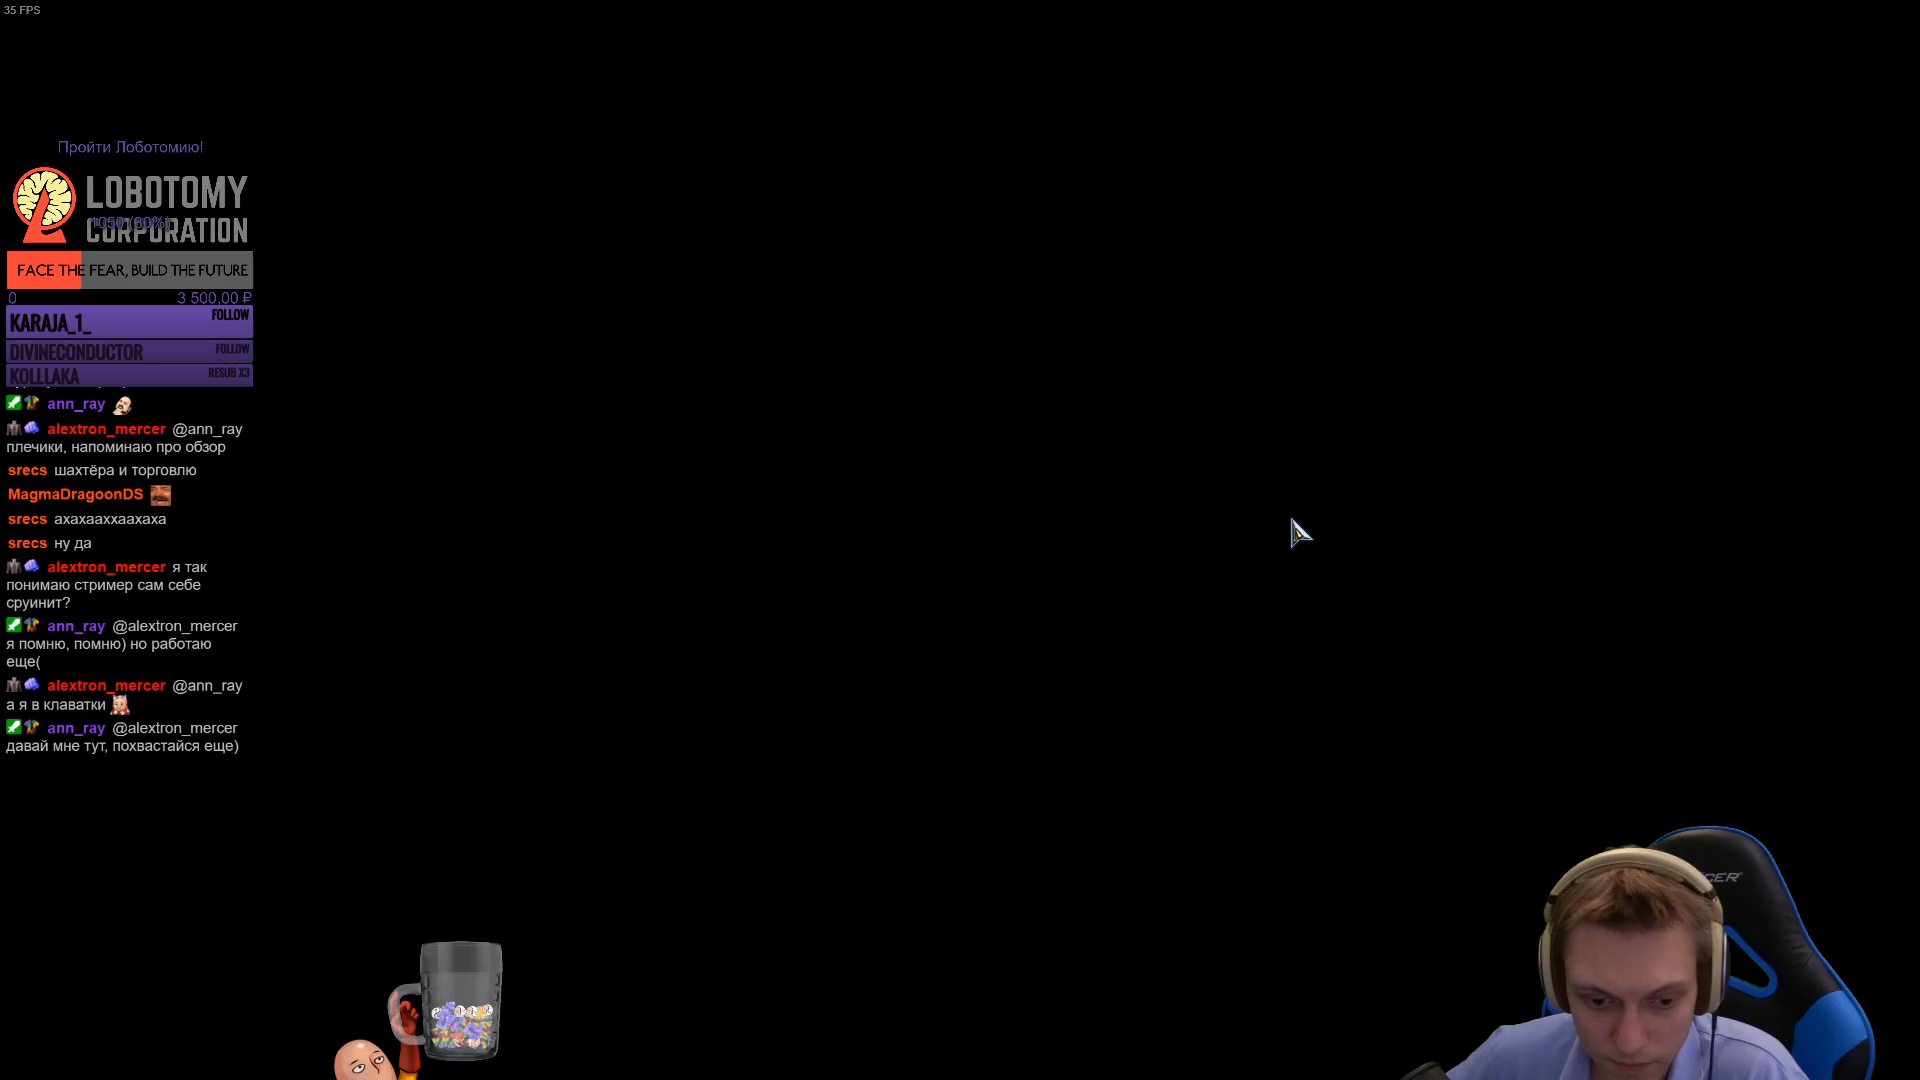 35 FPS
Пройти Лоботомию!
LOBOTOMY
CORPORATION
1050 (30%)
FACE THE FEAR, BUILD THE FUTURE
0 3 500,00 ₽
KARAJA_1_ FOLLOW
DIVINECONDUCTOR FOLLOW
KOLLLAKA RESUB X3
ann_ray
alextron_mercer @ann_ray
плечики, напоминаю про обзор
srecs шахтёра и торговлю
MagmaDragoonDS
srecs ахахааххаахаха
srecs ну да
alextron_mercer я так
понимаю стример сам себе
сруинит?
ann_ray @alextron_mercer
я помню, помню) но работаю
еще(
alextron_mercer @ann_ray
а я в клаватки
ann_ray @alextron_mercer
давай мне тут, похвастайся еще)